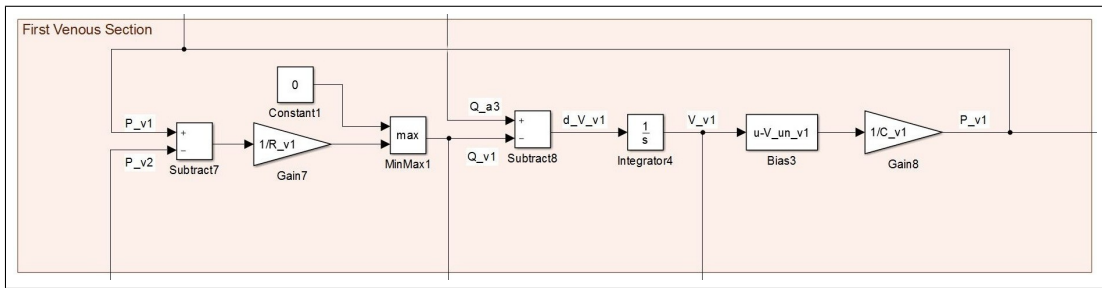 First Venous Section
0
Constant1
P_v1
+
−
P_v2
Subtract7
1/R_v1
Gain7
max
MinMax1
Q_a3
Q_v1
+
−
Subtract8
d_V_v1
1
s
Integrator4
V_v1
u-V_un_v1
Bias3
1/C_v1
Gain8
P_v1